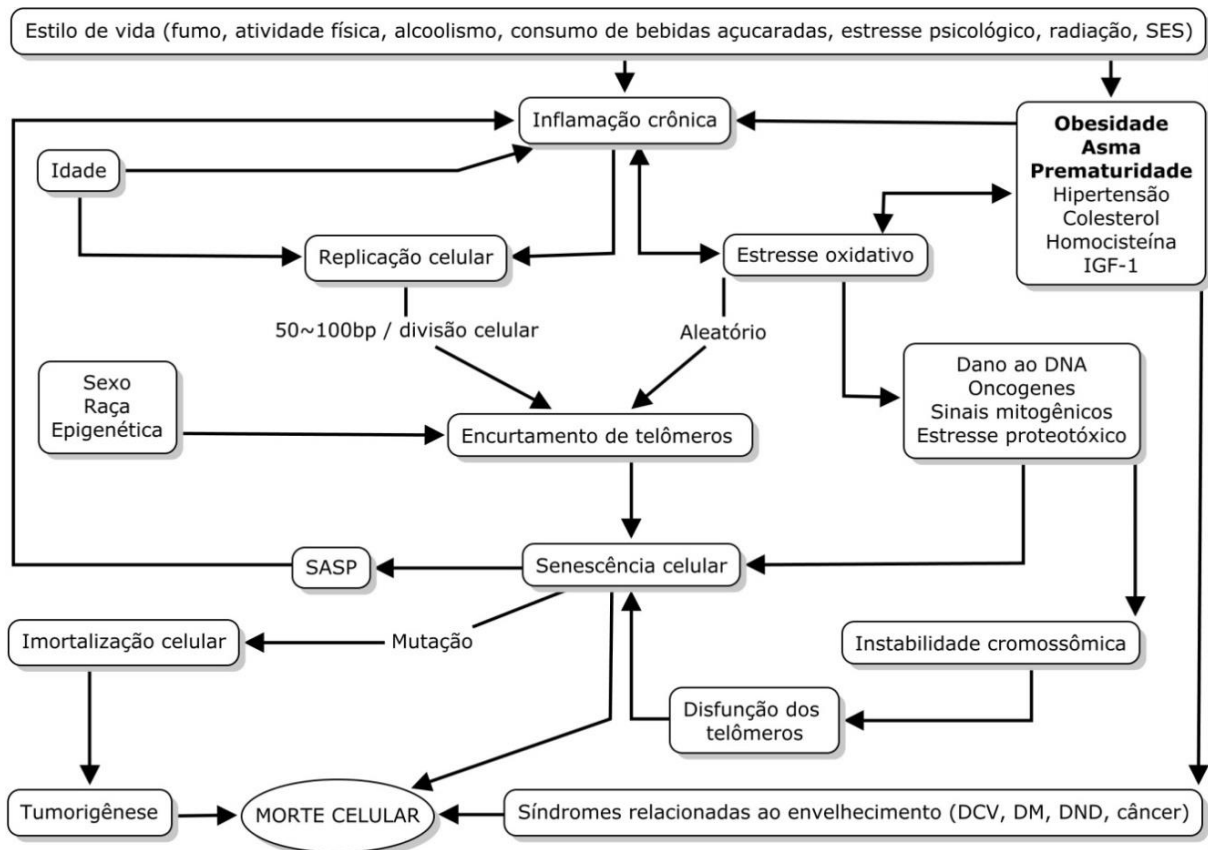 Estilo de vida (fumo, atividade física, alcoolismo, consumo de bebidas açucaradas, estresse psicológico, radiação, SES)
Inflamação crônica
Obesidade
Asma
Prematuridade
Hipertensão
Colesterol
Homocisteína
IGF-1
Idade
Replicação celular
Estresse oxidativo
50~100bp / divisão celular
Aleatório
Sexo
Raça
Epigenética
Encurtamento de telômeros
Dano ao DNA
Oncogenes
Sinais mitogênicos
Estresse proteotóxico
SASP
Senescência celular
Imortalização celular
Mutação
Instabilidade cromossômica
Disfunção dos
telômeros
Tumorigênese
MORTE CELULAR
Síndromes relacionadas ao envelhecimento (DCV, DM, DND, câncer)